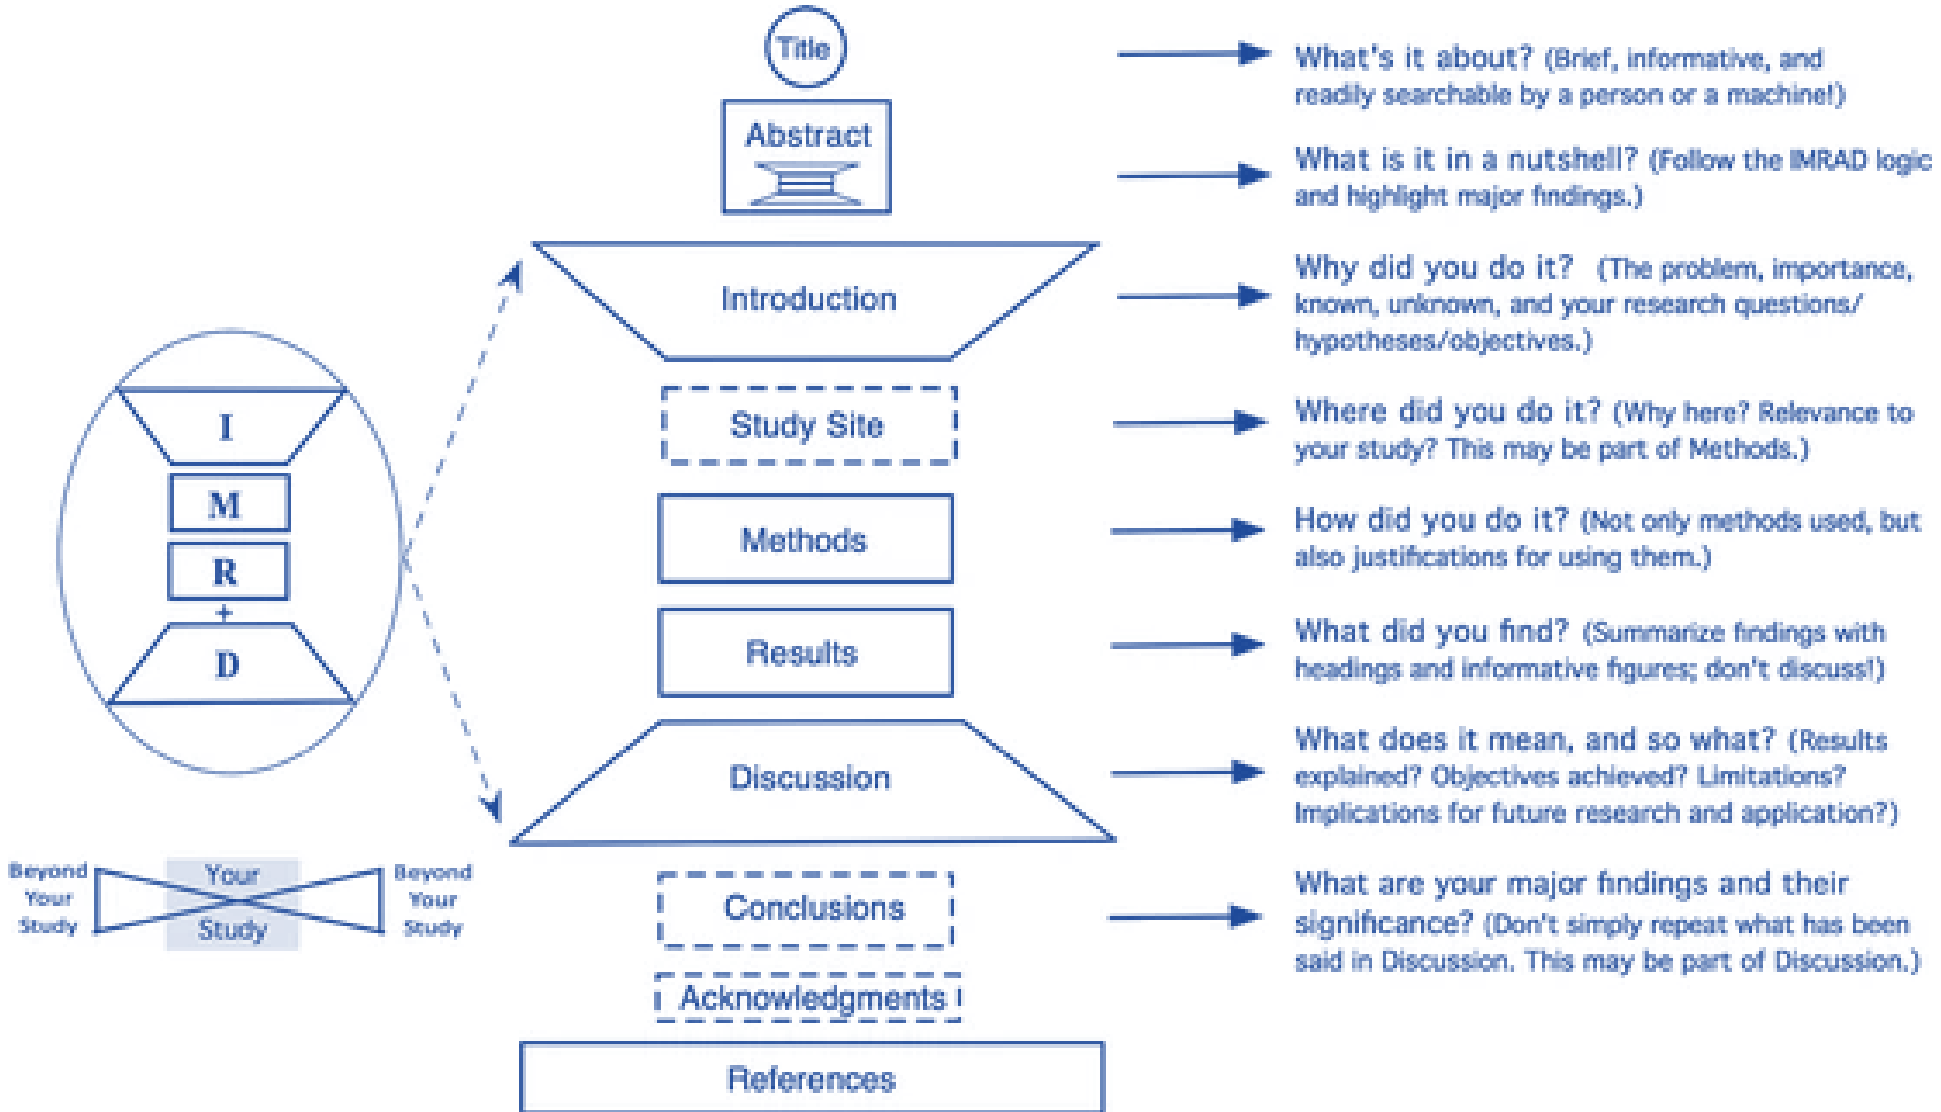 Title
What's it about? (Brief, informative, and
readily searchable by a person or a machine!)
Abstract
What is it in a nutshell? (Follow the IMRAD logic
and highlight major findings.)
Introduction
Why did you do it? (The problem, importance,
known, unknown, and your research questions/
hypotheses/objectives.)
Study Site
Where did you do it? (Why here? Relevance to
your study? This may be part of Methods.)
Methods
How did you do it? (Not only methods used, but
also justifications for using them.)
Results
What did you find? (Summarize findings with
headings and informative figures; don't discuss!)
Discussion
What does it mean, and so what? (Results
explained? Objectives achieved? Limitations?
Implications for future research and application?)
Conclusions
What are your major findings and their
significance? (Don't simply repeat what has been
said in Discussion. This may be part of Discussion.)
Acknowledgments
References
I
M
R
+
D
Beyond
Your
Study
Your
Study
Beyond
Your
Study